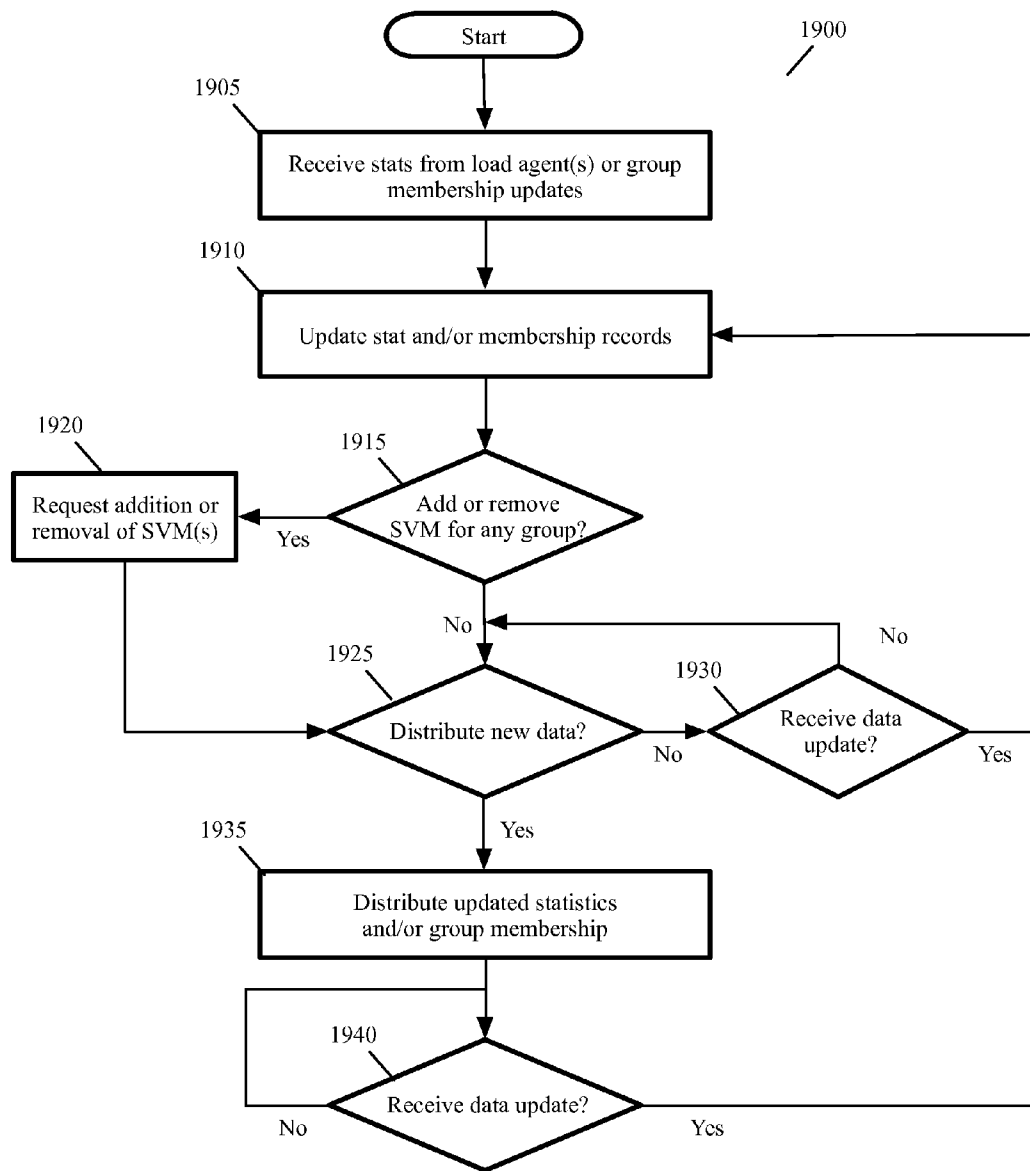 Start
1900
1905
Receive stats from load agent(s) or group
membership updates
1910
Update stat and/or membership records
1920
1915
Request addition or
removal of SVM(s)
Add or remove
SVM for any group?
Yes
No
No
1925
1930
Distribute new data?
Receive data
update?
No
Yes
Yes
1935
Distribute updated statistics
and/or group membership
1940
Receive data update?
No
Yes